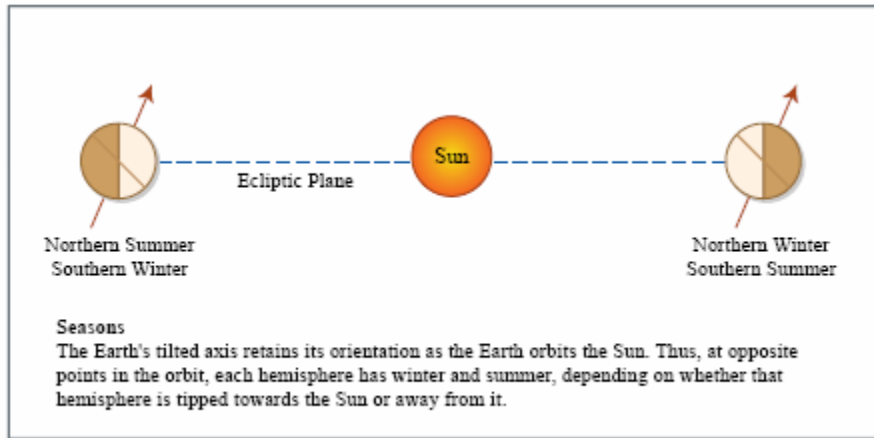 Sun
Ecliptic Plane
Northern Summer
Southern Winter
Northern Winter
Southern Summer
Seasons
The Earth's tilted axis retains its orientation as the Earth orbits the Sun. Thus, at opposite
points in the orbit, each hemisphere has winter and summer, depending on whether that
hemisphere is tipped towards the Sun or away from it.